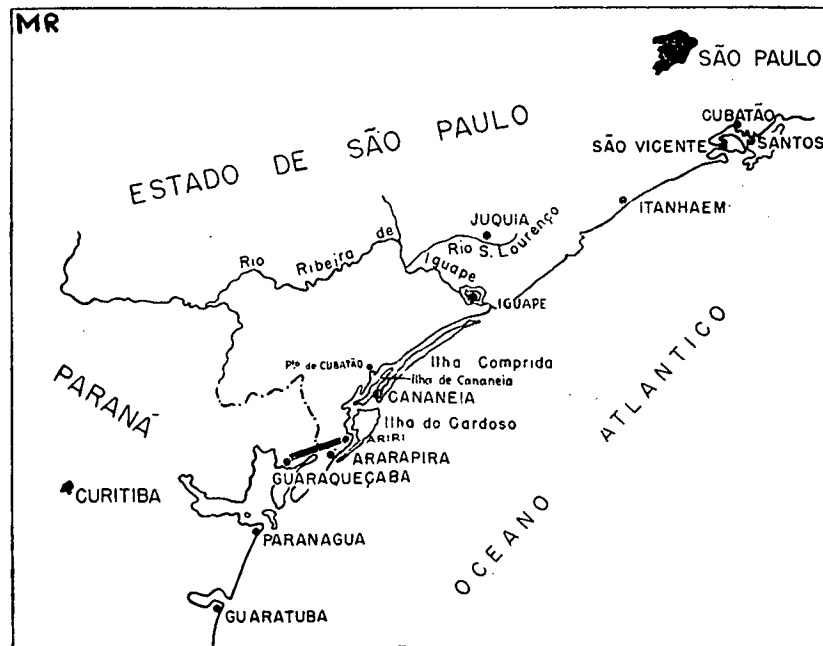 MR
SÃO PAULO
CUBATÃO
SÃO VICENTE
SANTOS
ESTADO DE SÃO PAULO
ITANHAEM
JUQUIA
Rio S. Lourenço
Rio Ribeira de Iguape
IGUAPE
Pto de CUBATÃO
Ilha Comprida
Ilha de Cananeia
CANANEIA
Ilha do Cardoso
PARANÁ
ARIRI
ARARAPIRA
GUARAQUEÇABA
CURITIBA
PARANAGUA
GUARATUBA
OCEANO ATLANTICO